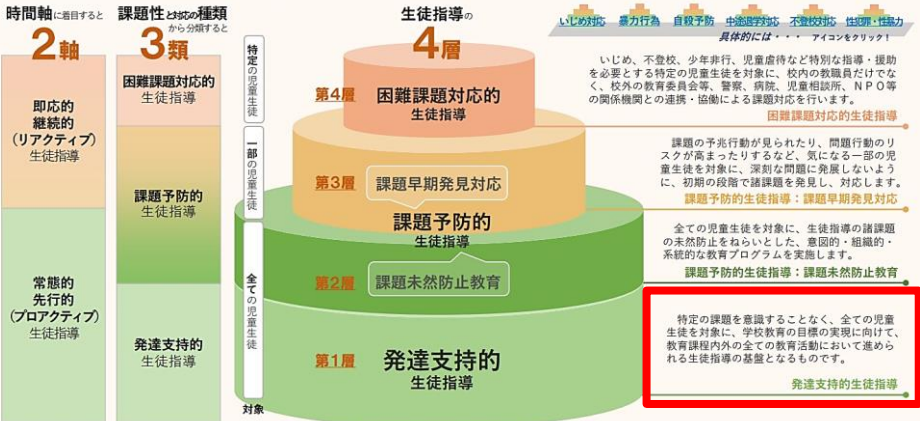 時間軸に着目すると
2軸
即応的
継続的
(リアクティブ)
生徒指導
常態的
先行的
(プロアクティブ)
生徒指導
課題性と対応の種類
から分類すると
3類
困難課題対応的
生徒指導
課題予防的
生徒指導
発達支持的
生徒指導
特定の児童生徒
一部の児童生徒
全ての児童生徒
対象
生徒指導の
4層
第4層
困難課題対応的
生徒指導
第3層
課題早期発見対応
課題予防的
生徒指導
第2層
課題未然防止教育
第1層
発達支持的
生徒指導
いじめ対応 暴力行為 自殺予防 中途退学対応 不登校対応 性犯罪・性暴力
具体的には・・・ アイコンをクリック!
いじめ、不登校、少年非行、児童虐待など特別な指導・援助
を必要とする特定の児童生徒を対象に、校内の教職員だけでな
く、校外の教育委員会等、警察、病院、児童相談所、NPO等
の関係機関との連携・協働による課題対応を行います。
困難課題対応的生徒指導
課題の予兆行動が見られたり、問題行動のリ
スクが高まったりするなど、気になる一部の児
童生徒を対象に、深刻な問題に発展しないよう
に、初期の段階で諸課題を発見し、対応します。
課題予防的生徒指導:課題早期発見対応
全ての児童生徒を対象に、生徒指導の諸課題
の未然防止をねらいとした、意図的・組織的・
系統的な教育プログラムを実施します。
課題予防的生徒指導:課題未然防止教育
特定の課題を意識することなく、全ての児童
生徒を対象に、学校教育の目標の実現に向けて、
教育課程内外の全ての教育活動において進めら
れる生徒指導の基盤となるものです。
発達支持的生徒指導